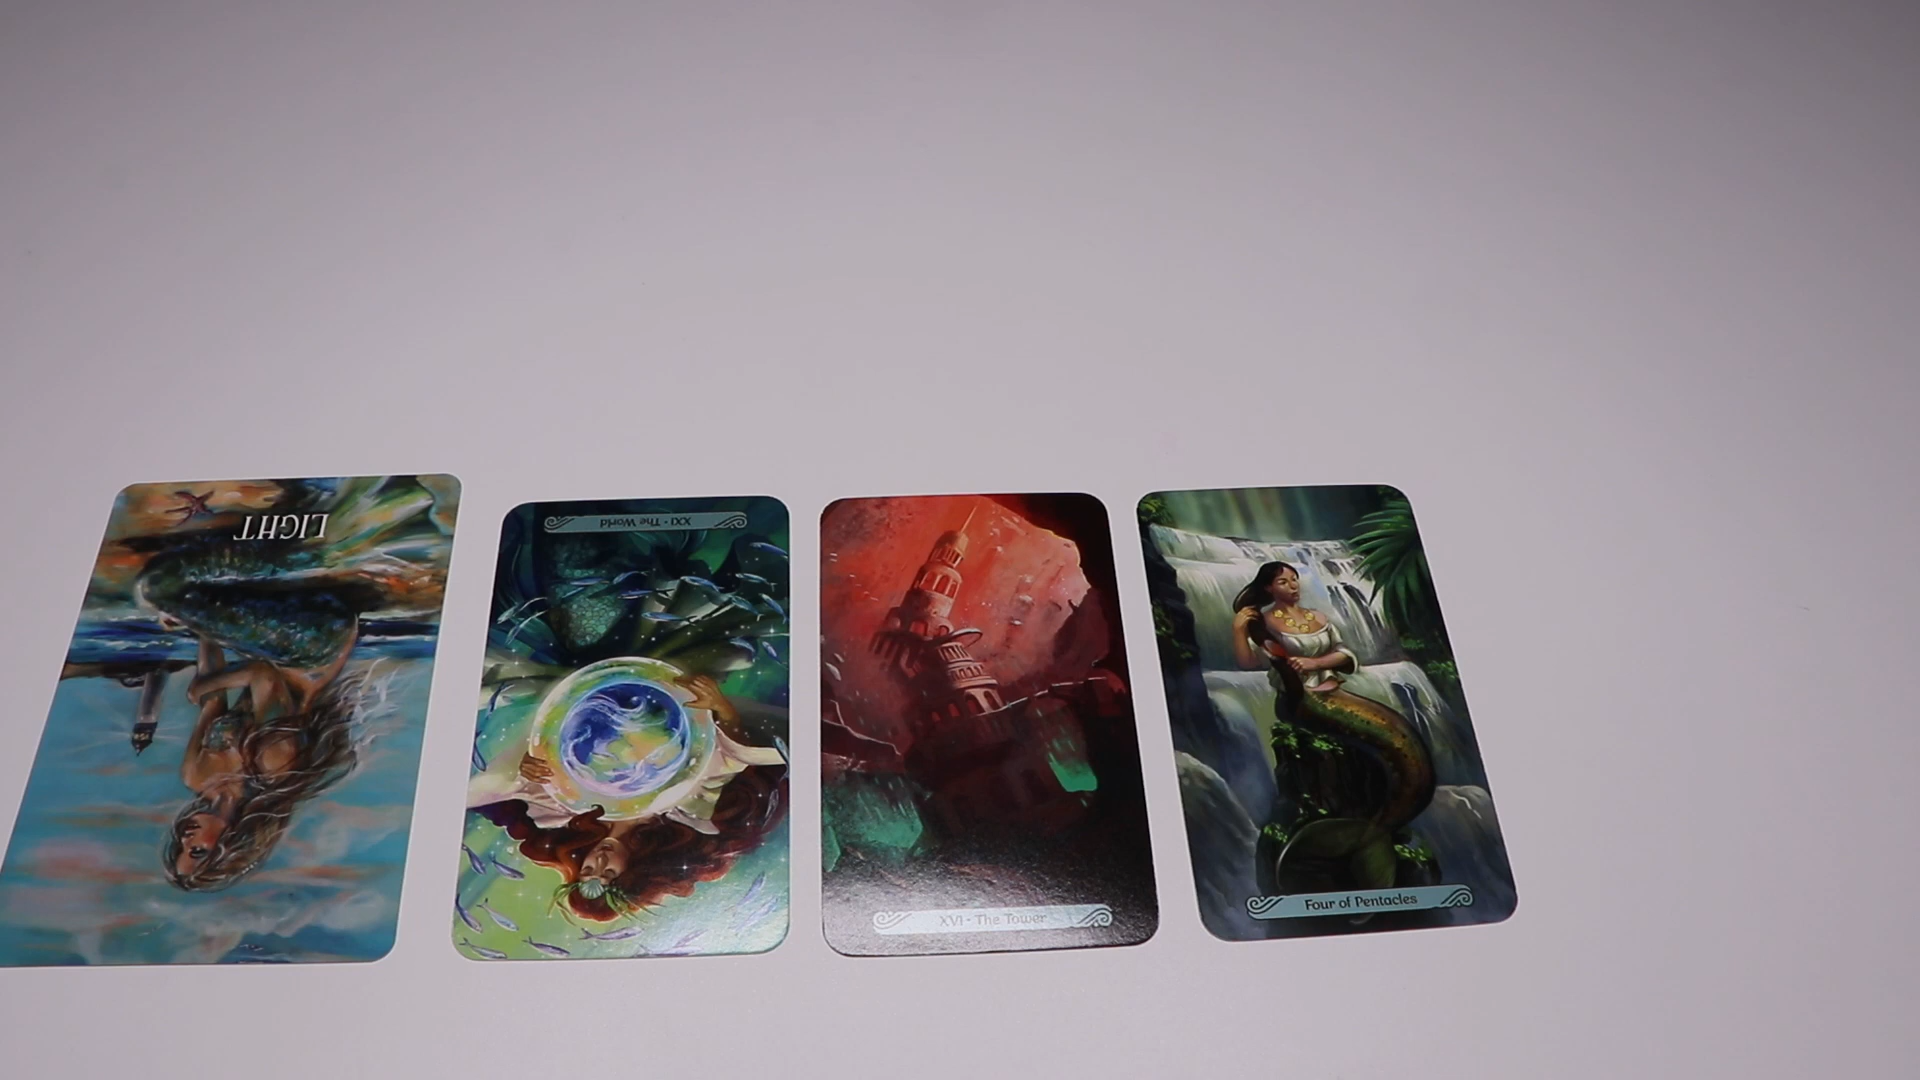 LIGHT
XXI • The World
XVI • The Tower
Four of Pentacles